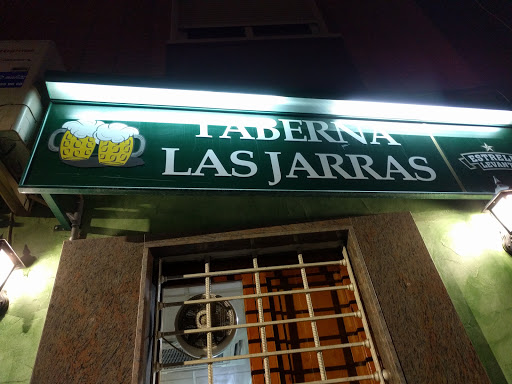 TABERNA
LAS JARRAS
ESTRELLA
LEVANTE